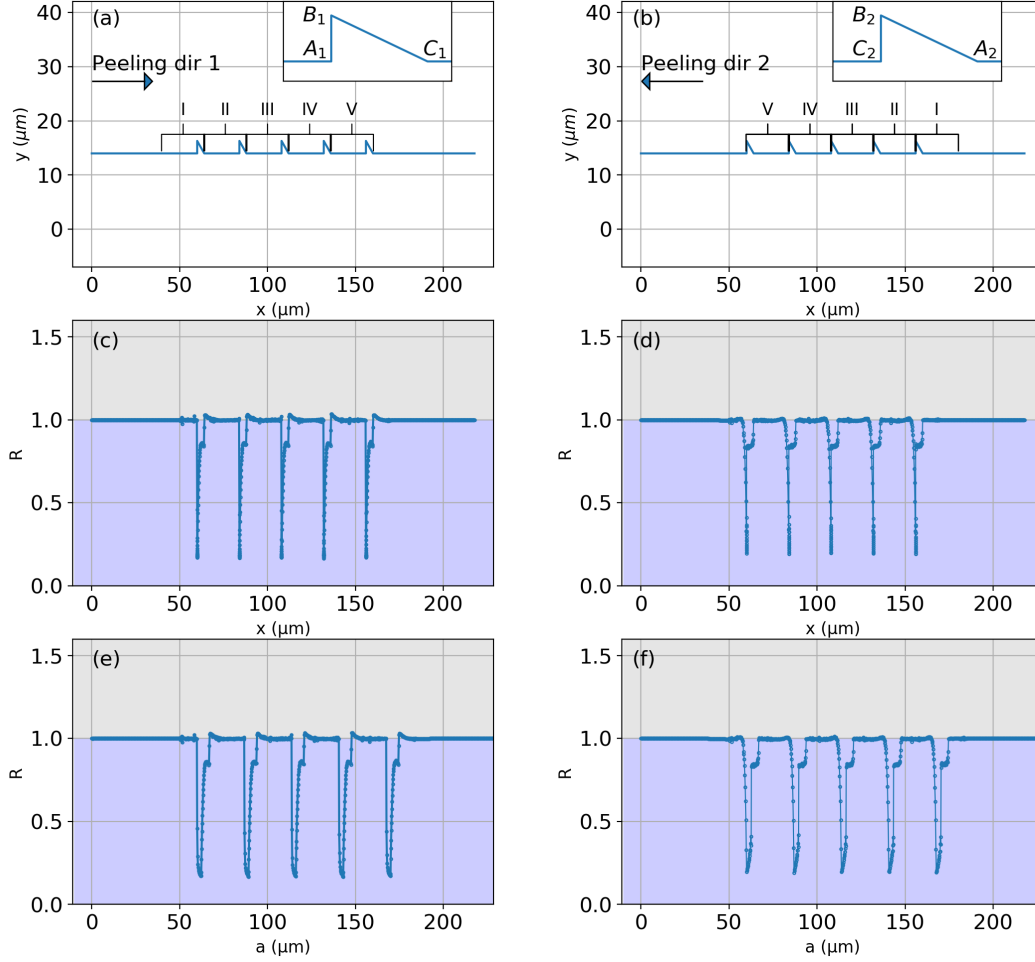 (a)
B₁
A₁
C₁
Peeling dir 1
I II III IV V
40
30
20
10
0
y (μm)
0 50 100 150 200
x (μm)
(b)
B₂
C₂
A₂
Peeling dir 2
V IV III II I
40
30
20
10
0
y (μm)
0 50 100 150 200
x (μm)
(c)
1.5
1.0
0.5
0.0
R
0 50 100 150 200
x (μm)
(d)
1.5
1.0
0.5
0.0
R
0 50 100 150 200
x (μm)
(e)
1.5
1.0
0.5
0.0
R
0 50 100 150 200
a (μm)
(f)
1.5
1.0
0.5
0.0
R
0 50 100 150 200
a (μm)